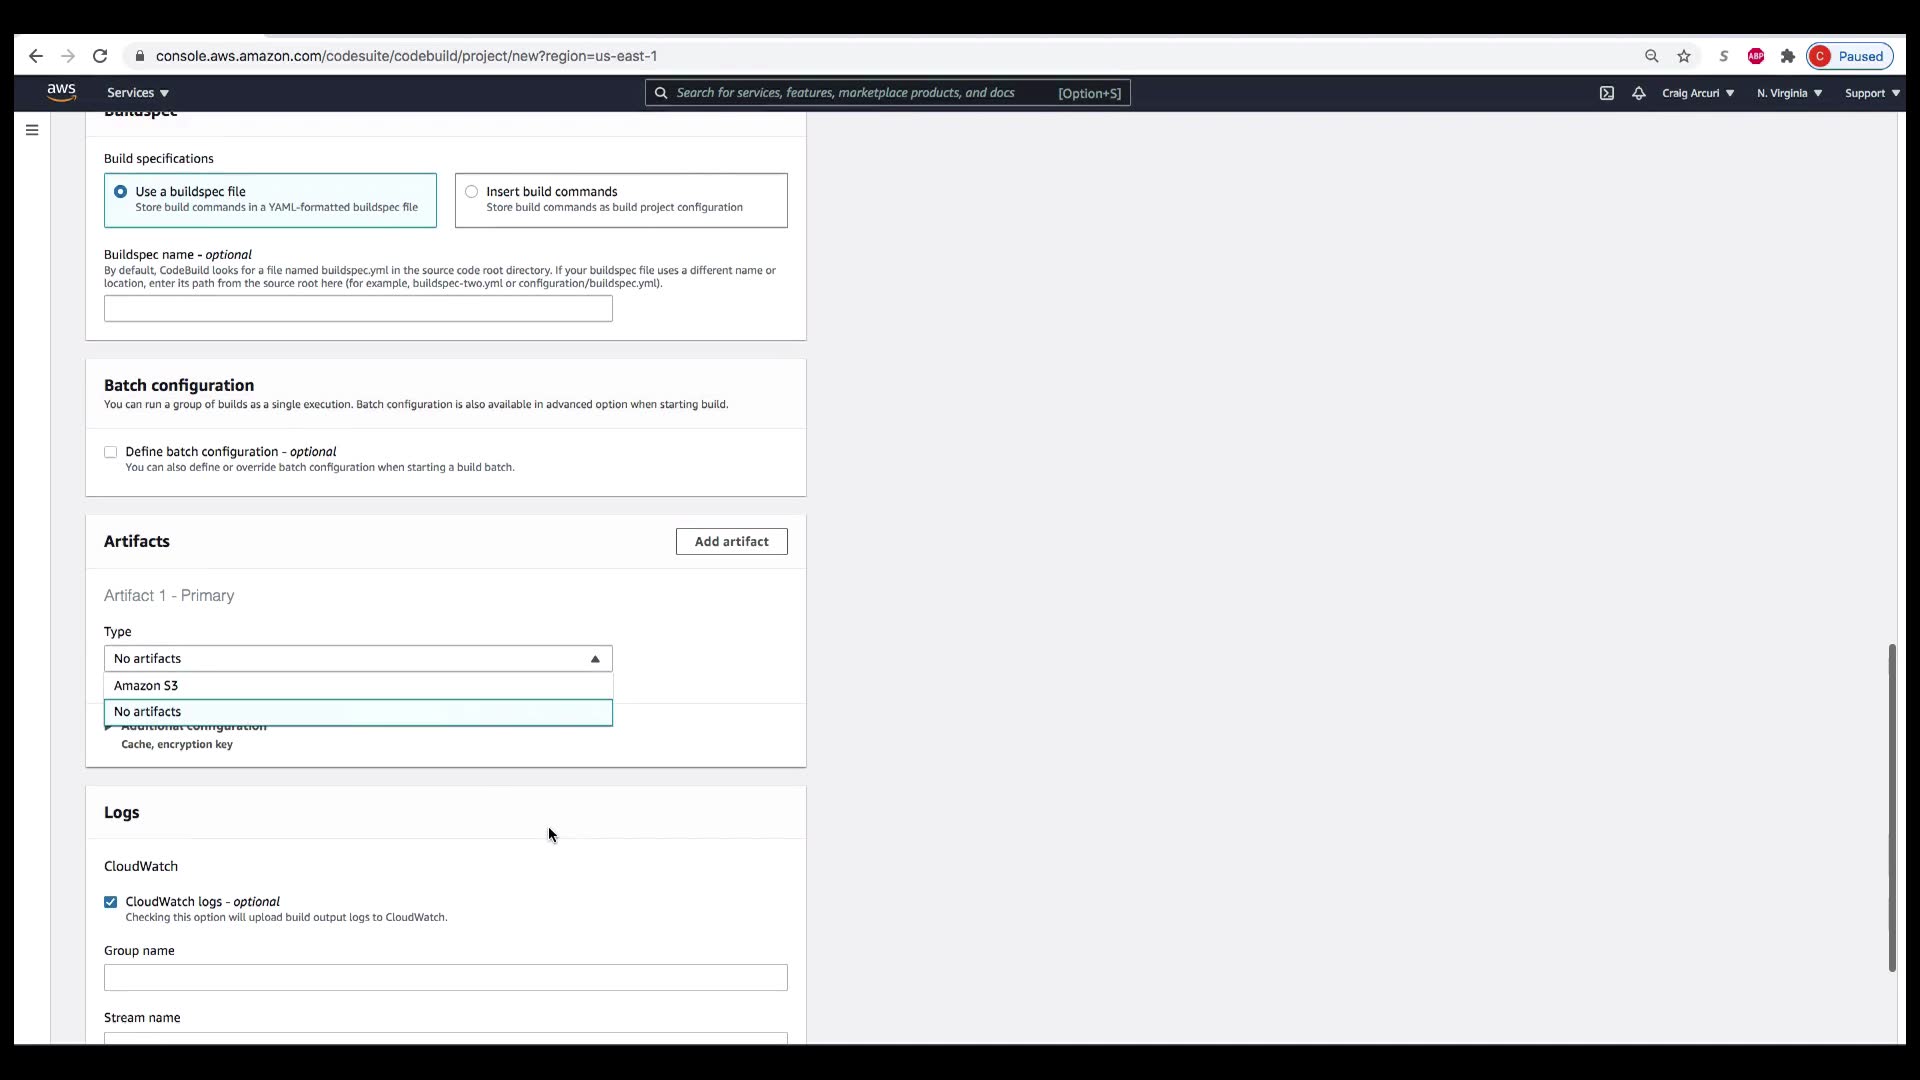 console.aws.amazon.com/codesuite/codebuild/project/new?region=us-east-1
S
ABP
C
Paused
aws
Services
Search for services, features, marketplace products, and docs
[Option+S]
Craig Arcuri
N. Virginia
Support
Buildspec
Build specifications
Use a buildspec file
Store build commands in a YAML-formatted buildspec file
Insert build commands
Store build commands as build project configuration
Buildspec name - optional
By default, CodeBuild looks for a file named buildspec.yml in the source code root directory. If your buildspec file uses a different name or
location, enter its path from the source root here (for example, buildspec-two.yml or configuration/buildspec.yml).
Batch configuration
You can run a group of builds as a single execution. Batch configuration is also available in advanced option when starting build.
Define batch configuration - optional
You can also define or override batch configuration when starting a build batch.
Artifacts
Add artifact
Artifact 1 - Primary
Type
No artifacts
Amazon S3
No artifacts
Additional configuration
Cache, encryption key
Logs
CloudWatch
CloudWatch logs - optional
Checking this option will upload build output logs to CloudWatch.
Group name
Stream name